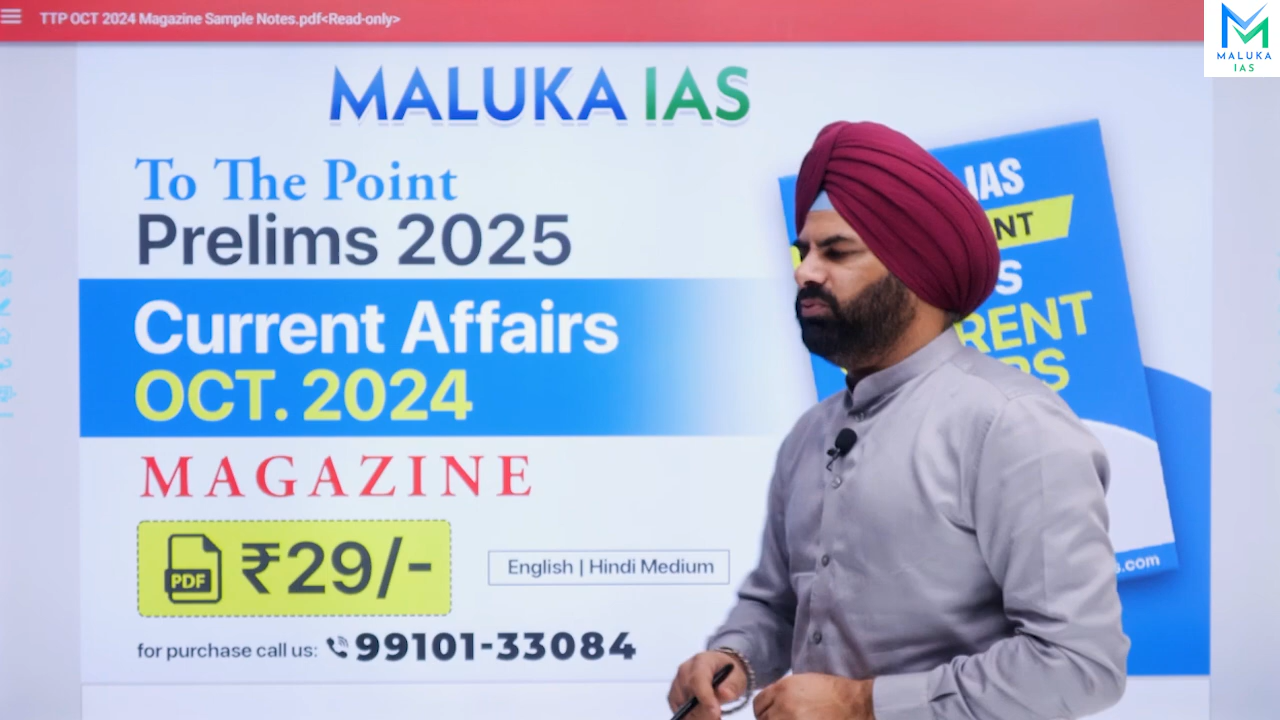 TTP OCT 2024 Magazine Sample Notes.pdf<Read-only>
MALUKA
IAS
MALUKA IAS
To The Point
Prelims 2025
Current Affairs
OCT. 2024
MAGAZINE
PDF ₹29/-
English | Hindi Medium
for purchase call us: 99101-33084
IAS